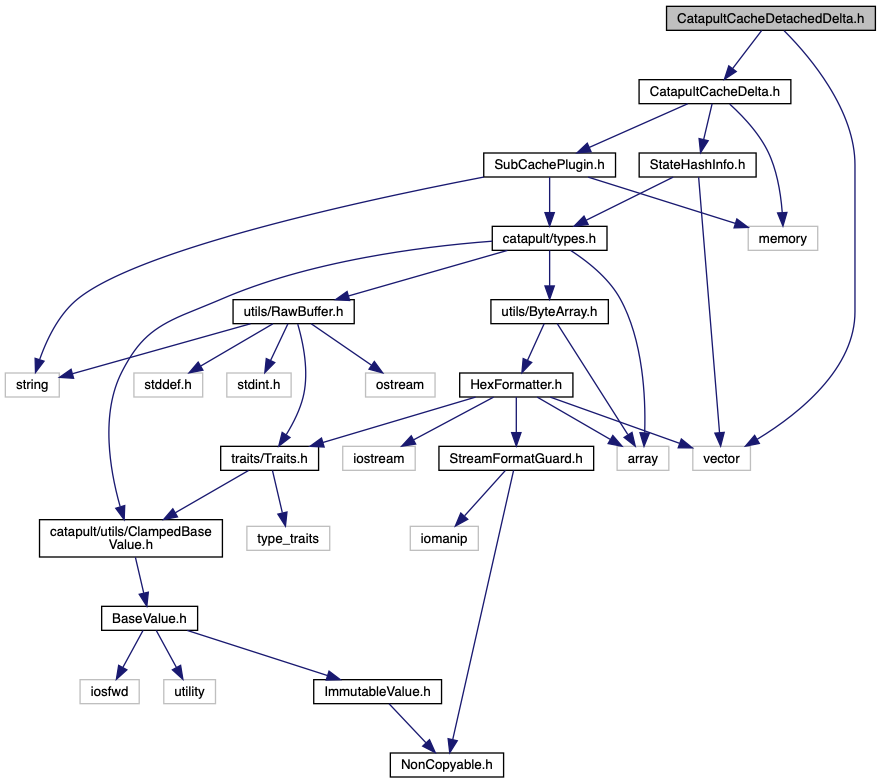 CatapultCacheDetachedDelta.h
CatapultCacheDelta.h
SubCachePlugin.h
StateHashInfo.h
catapult/types.h
memory
utils/RawBuffer.h
utils/ByteArray.h
string
stddef.h
stdint.h
ostream
HexFormatter.h
traits/Traits.h
iostream
StreamFormatGuard.h
array
vector
catapult/utils/ClampedBase
Value.h
type_traits
iomanip
BaseValue.h
iosfwd
utility
ImmutableValue.h
NonCopyable.h